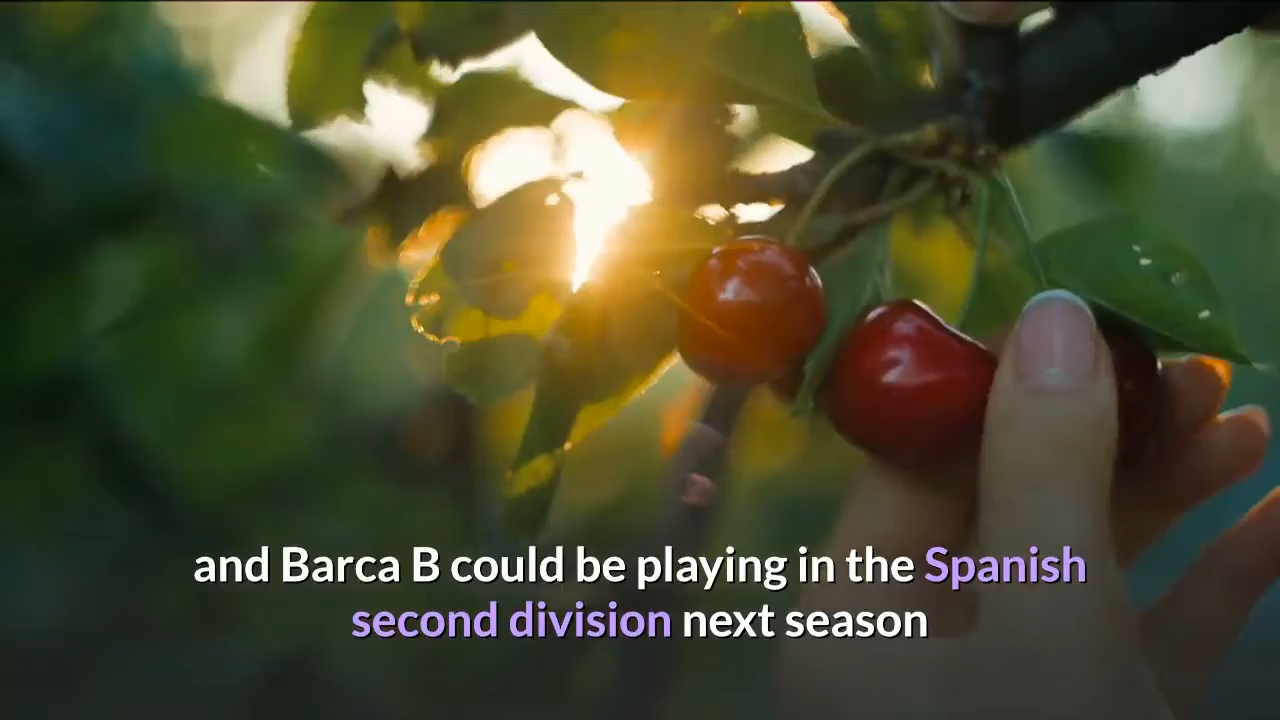 and Barca B could be playing in the Spanish
second division next season